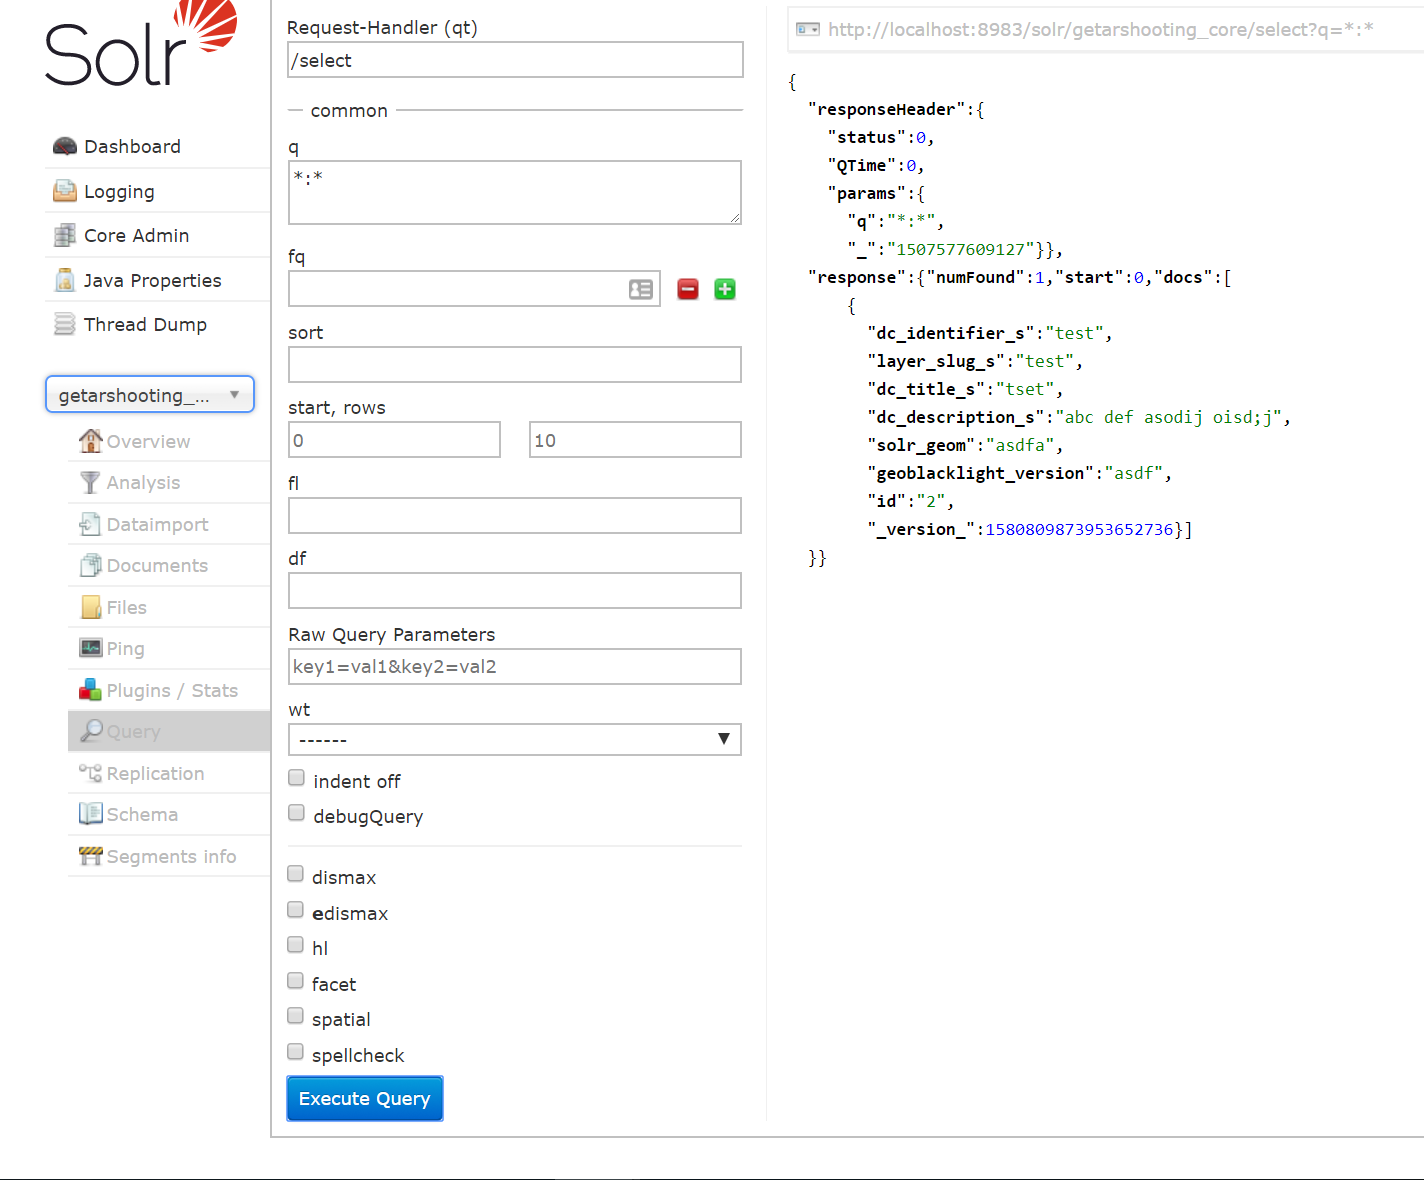 Solr
Dashboard
Logging
Core Admin
Java Properties
Thread Dump
getarshooting_...
Overview
Analysis
Dataimport
Documents
Files
Ping
Plugins / Stats
Query
Replication
Schema
Segments info
Request-Handler (qt)
/select
common
q
*:*
fq
sort
start, rows
0 10
fl
df
Raw Query Parameters
key1=val1&key2=val2
wt
------
indent off
debugQuery
dismax
edismax
hl
facet
spatial
spellcheck
Execute Query
http://localhost:8983/solr/getarshooting_core/select?q=*:*
{
"responseHeader":{
"status":0,
"QTime":0,
"params":{
"q":"*:*",
"_":"1507577609127"}},
"response":{"numFound":1,"start":0,"docs":[
{
"dc_identifier_s":"test",
"layer_slug_s":"test",
"dc_title_s":"tset",
"dc_description_s":"abc def asodij oisd;j",
"solr_geom":"asdfa",
"geoblacklight_version":"asdf",
"id":"2",
"_version_":1580809873953652736}]
}}